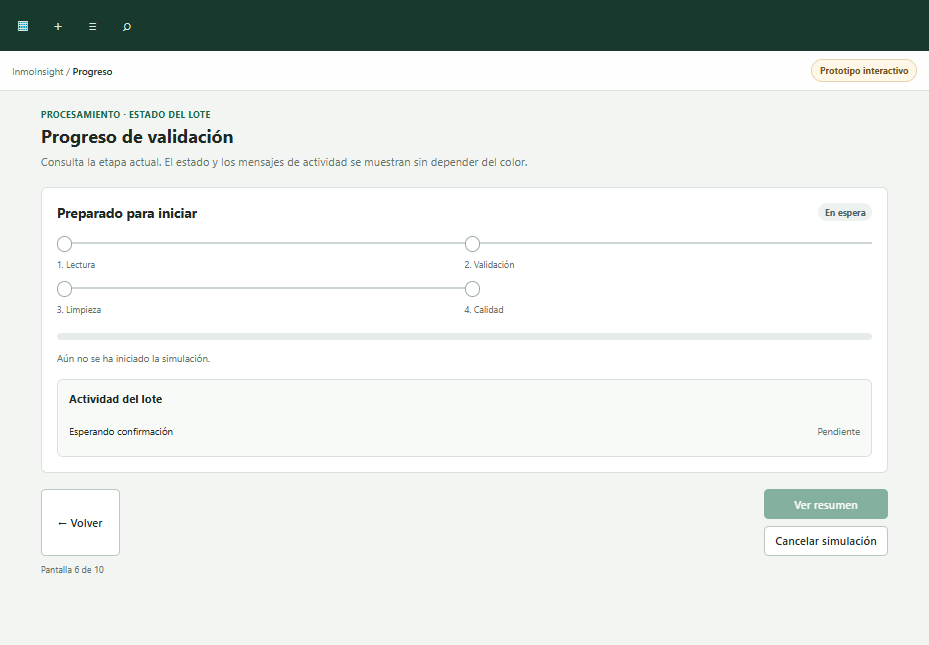 InmoInsight / Progreso
Prototipo interactivo
PROCESAMIENTO · ESTADO DEL LOTE
Progreso de validación
Consulta la etapa actual. El estado y los mensajes de actividad se muestran sin depender del color.
Preparado para iniciar
En espera
1. Lectura
2. Validación
3. Limpieza
4. Calidad
Aún no se ha iniciado la simulación.
Actividad del lote
Esperando confirmación
Pendiente
← Volver
Ver resumen
Cancelar simulación
Pantalla 6 de 10